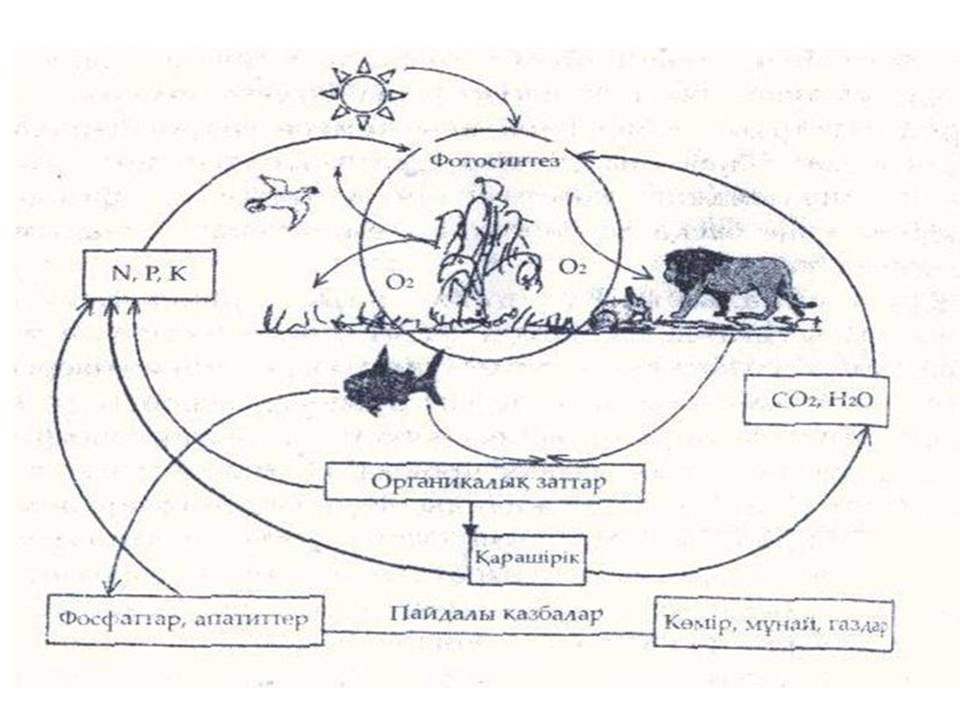 Фотосинтез
N, P, K
O₂
O₂
CO₂, H₂O
Органикалық заттар
Қарашірік
Фосфаттар, апатиттер
Пайдалы қазбалар
Көмір, мұнай, газдар